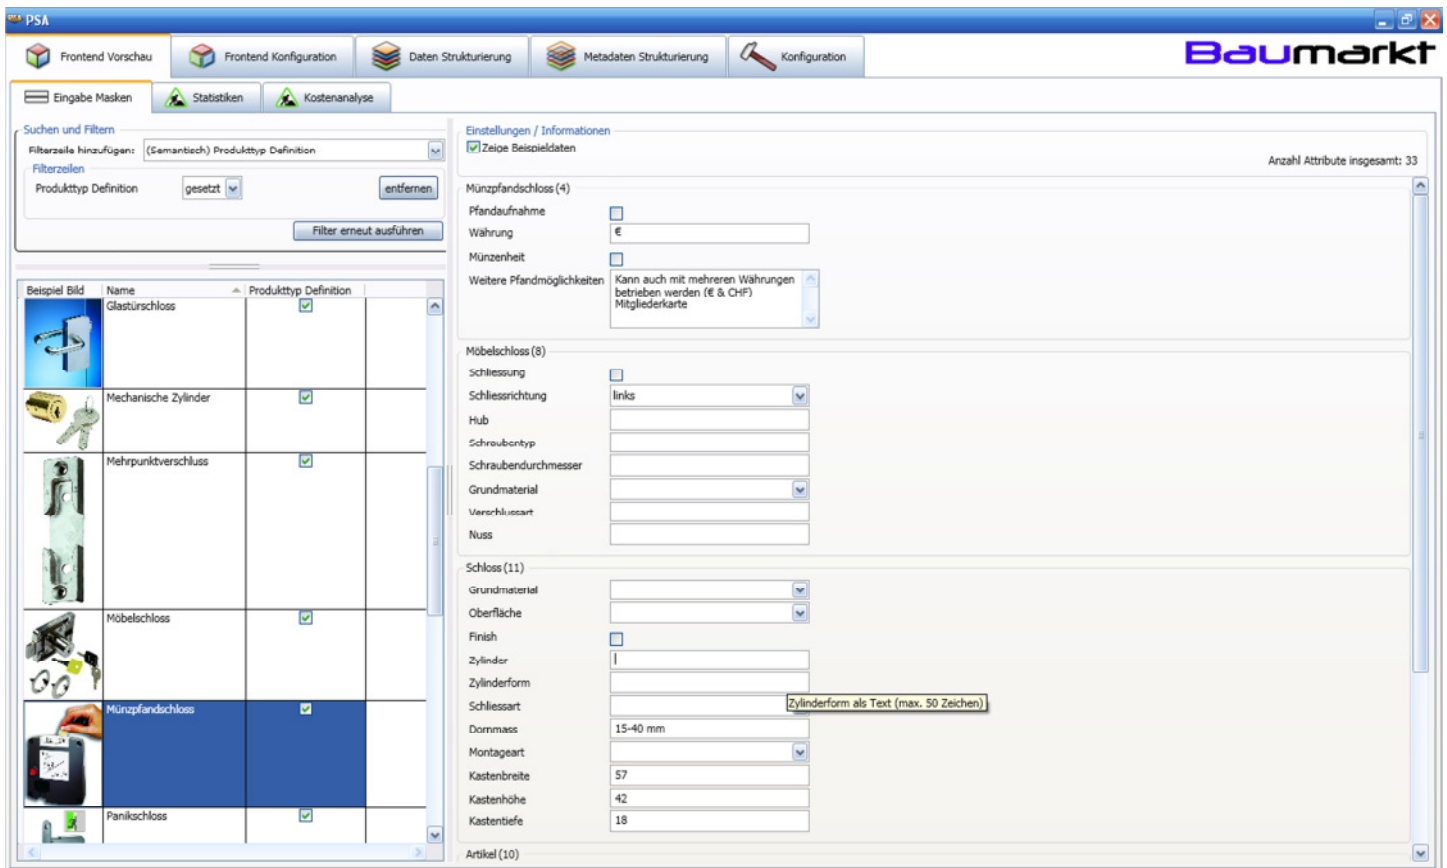 PSA
Frontend Vorschau
Frontend Konfiguration
Daten Strukturierung
Metadaten Strukturierung
Konfiguration
Baumarkt
Eingabe Masken
Statistiken
Kostenanalyse
Suchen und Filtern
Filterzeile hinzufügen: (Semantisch) Produkttyp Definition
Filterzeilen
Produkttyp Definition gesetzt entfernen
Filter erneut ausführen
Beispiel Bild Name Produkttyp Definition
Glastürschloss
Mechanische Zylinder
Mehrpunktverschluss
Möbelschloss
Münzpfandschloss
Panikschloss
Einstellungen / Informationen
Zeige Beispieldaten
Anzahl Attribute insgesamt: 33
Münzpfandschloss (4)
Pfandaufnahme
Währung €
Münzenheit
Weitere Pfandmöglichkeiten Kann auch mit mehreren Währungen
betrieben werden (€ & CHF)
Mitgliederkarte
Möbelschloss (8)
Schliessung
Schliessrichtung links
Hub
Schraubentyp
Schraubendurchmesser
Grundmaterial
Verschlussart
Nuss
Schloss (11)
Grundmaterial
Oberfläche
Finish
Zylinder
Zylinderform
Zylinderform als Text (max. 50 Zeichen)
Schliessart
Dornmass 15-40 mm
Montageart
Kastenbreite 57
Kastenhöhe 42
Kastentiefe 18
Artikel (10)